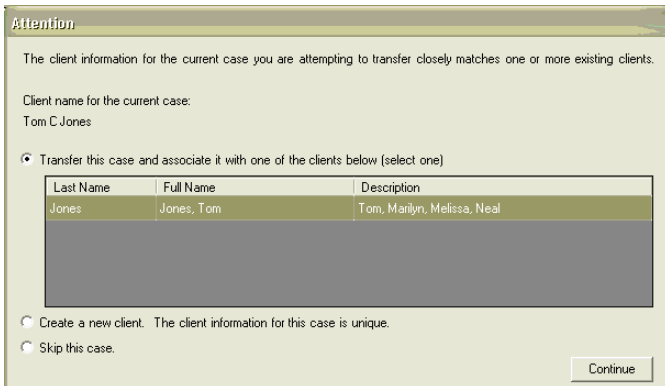 Attention
The client information for the current case you are attempting to transfer closely matches one or more existing clients.
Client name for the current case:
Tom C Jones
Transfer this case and associate it with one of the clients below (select one)
Last Name Full Name Description
Jones Jones, Tom Tom, Marilyn, Melissa, Neal
Create a new client. The client information for this case is unique.
Skip this case.
Continue